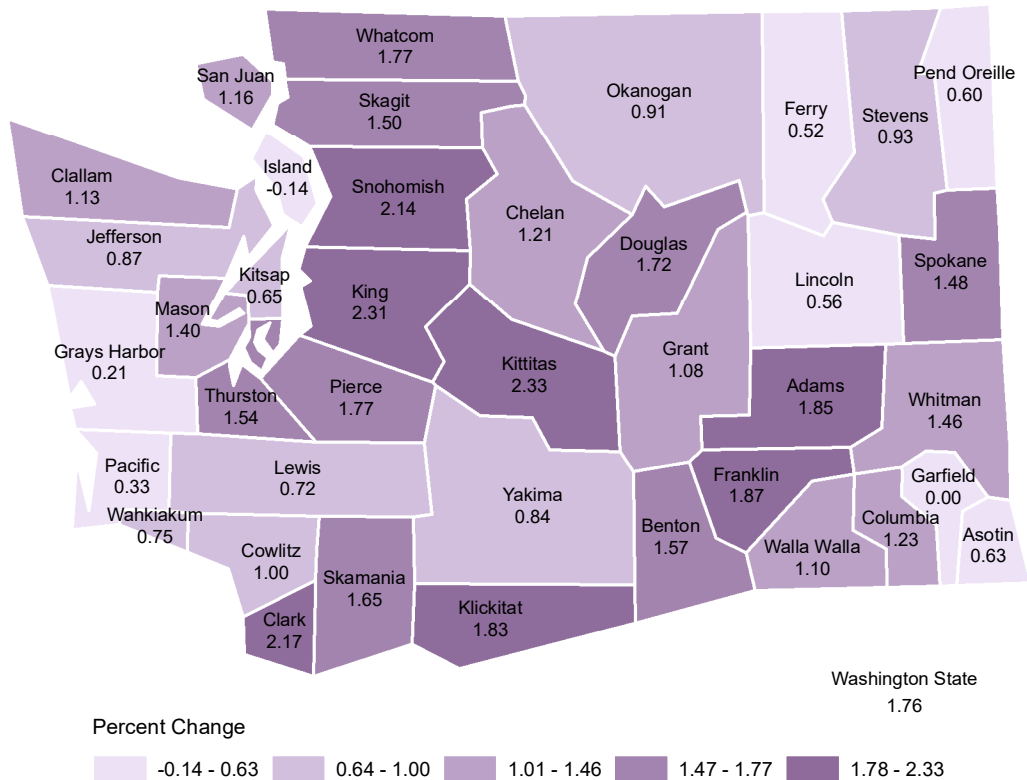 Whatcom
1.77
San Juan
1.16
Skagit
1.50
Okanogan
0.91
Ferry
0.52
Stevens
0.93
Pend Oreille
0.60
Clallam
1.13
Island
-0.14
Snohomish
2.14
Chelan
1.21
Douglas
1.72
Jefferson
0.87
Kitsap
0.65
King
2.31
Lincoln
0.56
Spokane
1.48
Mason
1.40
Grays Harbor
0.21
Thurston
1.54
Pierce
1.77
Kittitas
2.33
Grant
1.08
Adams
1.85
Whitman
1.46
Pacific
0.33
Lewis
0.72
Yakima
0.84
Franklin
1.87
Garfield
0.00
Wahkiakum
0.75
Benton
1.57
Columbia
1.23
Asotin
0.63
Cowlitz
1.00
Skamania
1.65
Walla Walla
1.10
Clark
2.17
Klickitat
1.83
Washington State
1.76
Percent Change
-0.14 - 0.63
0.64 - 1.00
1.01 - 1.46
1.47 - 1.77
1.78 - 2.33